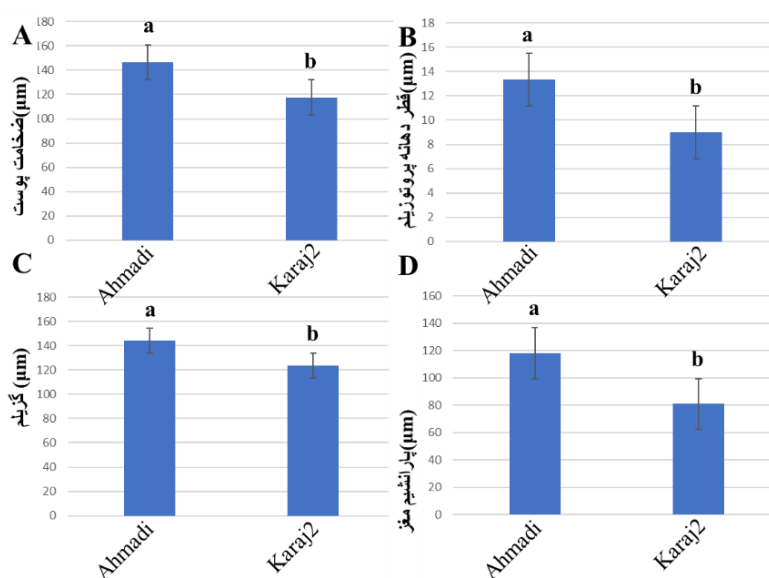 A
ضخامت پوست(µm)
180
160
140
120
100
80
60
40
20
0
a
b
Ahmadi
Karaj2
B
قطر دهانه پروتوزیلم(µm)
18
16
14
12
10
8
6
4
2
0
a
b
Ahmadi
Karaj2
C
گزیلم (µm)
180
160
140
120
100
80
60
40
20
0
a
b
Ahmadi
Karaj2
D
پارانشیم مغز(µm)
160
140
120
100
80
60
40
20
0
a
b
Ahmadi
Karaj2